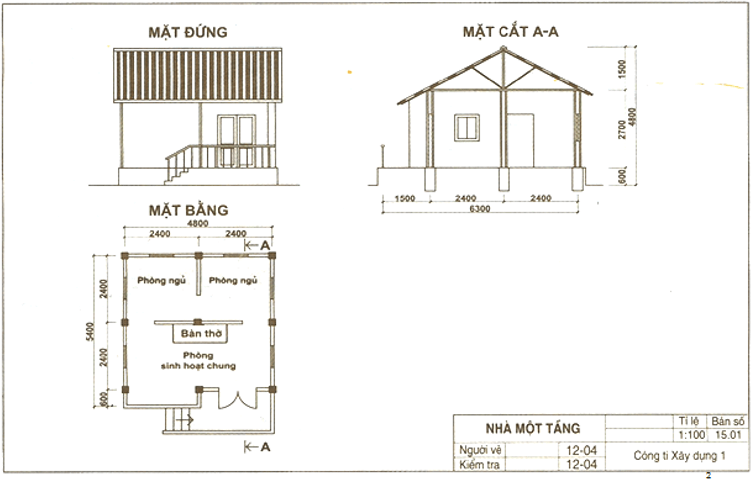 MẶT ĐỨNG
MẶT CẮT A-A
1500
2700
4800
600
1500
2400
2400
6300
MẶT BẰNG
4800
2400
2400
A
Phòng ngủ
Phòng ngủ
2400
5400
2400
600
Bàn thờ
Phòng
sinh hoạt chung
A
NHÀ MỘT TẦNG
Tỉ lệ
Bản số
1:100
15.01
Người vẽ
12-04
Kiểm tra
12-04
Công ti Xây dựng 1
2